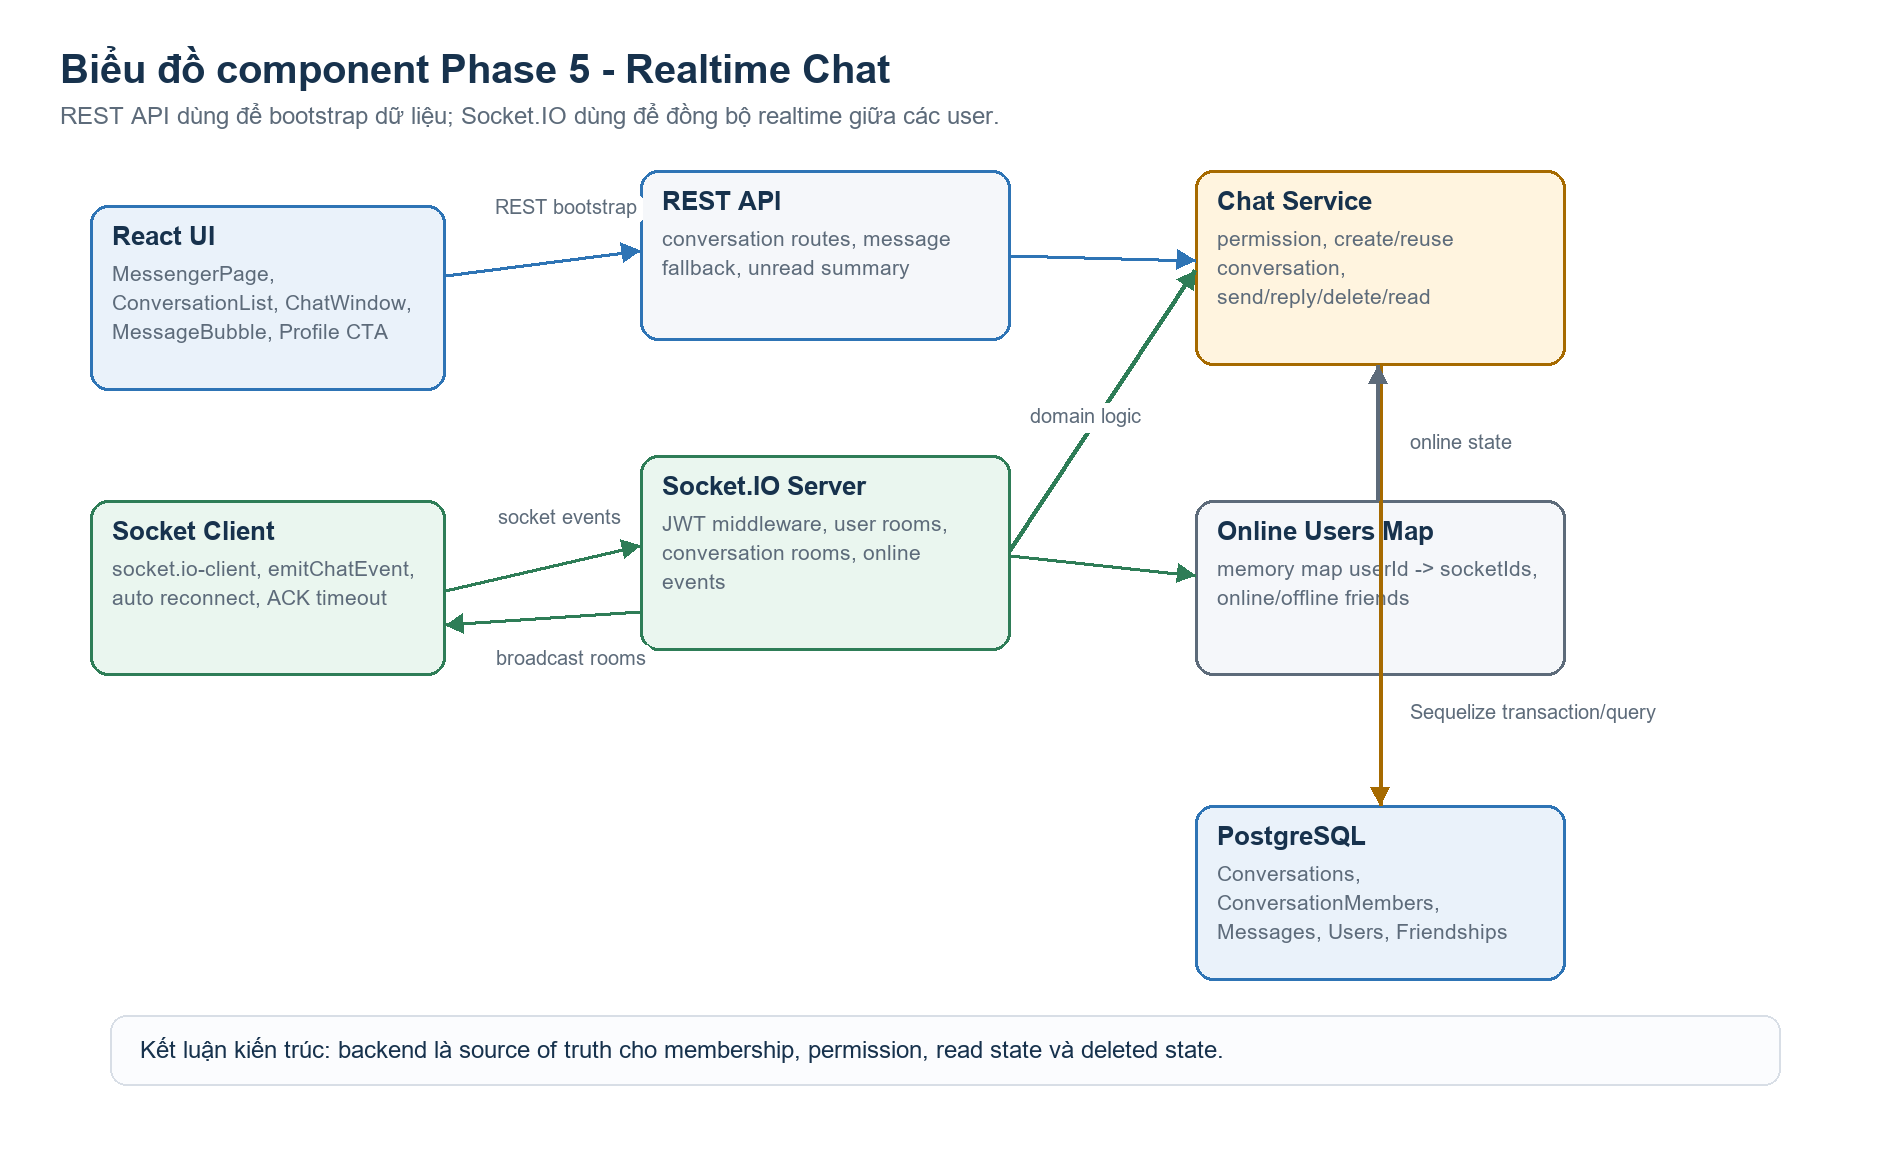 Biểu đồ component Phase 5 - Realtime Chat
REST API dùng để bootstrap dữ liệu; Socket.IO dùng để đồng bộ realtime giữa các user.
React UI
MessengerPage,
ConversationList, ChatWindow,
MessageBubble, Profile CTA
REST bootstrap
REST API
conversation routes, message
fallback, unread summary
Chat Service
permission, create/reuse
conversation,
send/reply/delete/read
domain logic
online state
Socket Client
socket.io-client, emitChatEvent,
auto reconnect, ACK timeout
socket events
broadcast rooms
Socket.IO Server
JWT middleware, user rooms,
conversation rooms, online
events
Online Users Map
memory map userId -> socketIds,
online/offline friends
Sequelize transaction/query
PostgreSQL
Conversations,
ConversationMembers,
Messages, Users, Friendships
Kết luận kiến trúc: backend là source of truth cho membership, permission, read state và deleted state.